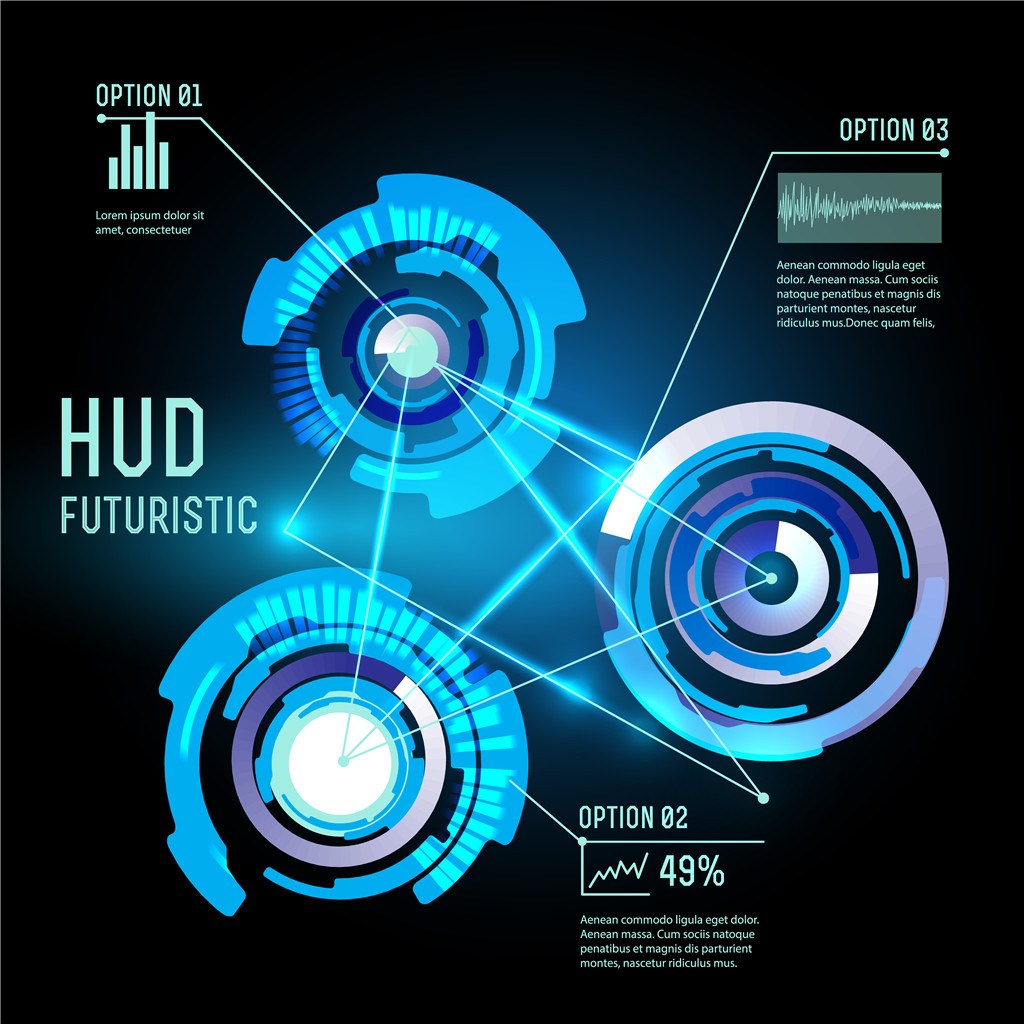 OPTION 01
Lorem ipsum dolor sit
amet, consectetuer
OPTION 03
Aenean commodo ligula eget
dolor. Aenean massa. Cum sociis
natoque penatibus et magnis dis
parturient montes, nascetur
ridiculus mus.Donec quam felis,
HUD
FUTURISTIC
OPTION 02
49%
Aenean commodo ligula eget dolor.
Aenean massa. Cum sociis natoque
penatibus et magnis dis parturient
montes, nascetur ridiculus mus.